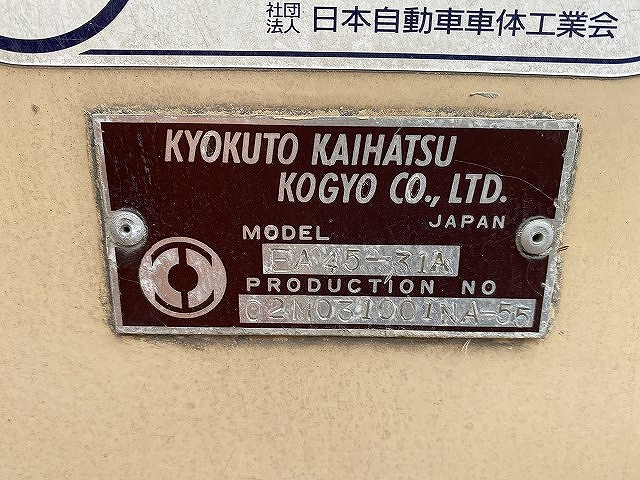 社団
法人 日本自動車車体工業会
KYOKUTO KAIHATSU
KOGYO CO., LTD.
JAPAN
MODEL
EA45-31A
PRODUCTION NO
02M031001NA-55